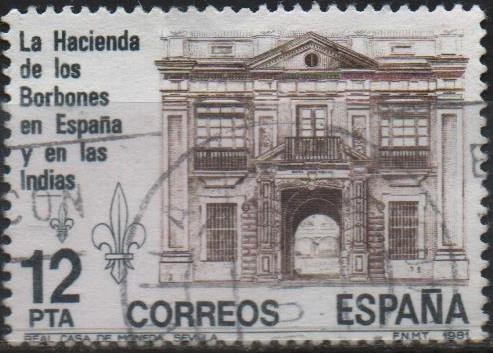 La Hacienda
de los
Borbones
en España
y en las
Indias
12
PTA
CORREOS ESPAÑA
REAL CASA DE MONEDA. SEVILLA F.N.M.T. 1981